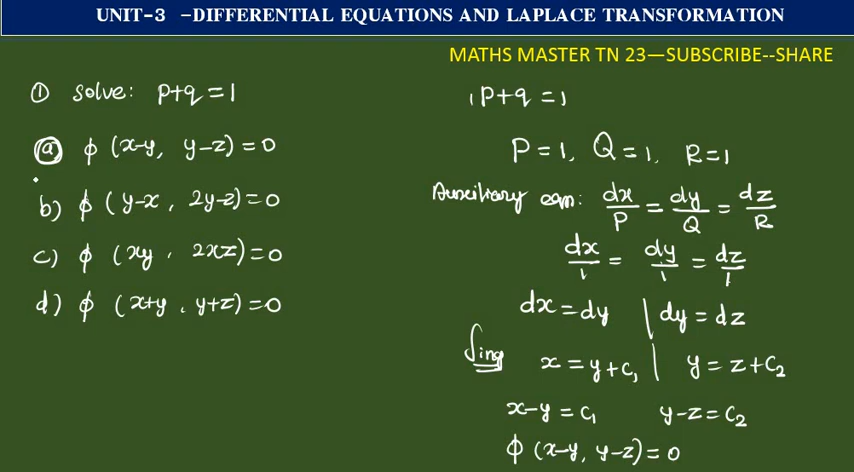 UNIT-3 –DIFFERENTIAL EQUATIONS AND LAPLACE TRANSFORMATION
MATHS MASTER TN 23—SUBSCRIBE--SHARE
① solve: p+q=1
ⓐ ϕ (x-y, y-z)=0
b) ϕ (y-x, 2y-z)=0
c) ϕ (xy, 2xz)=0
d) ϕ (x+y, y+z)=0
1p+q=1
P=1, Q=1, R=1
Auxiliary eqn: dx/P = dy/Q = dz/R
dx/1 = dy/1 = dz/1
dx=dy | dy=dz
∫ing x=y+c₁ | y=z+c₂
x-y=c₁ y-z=c₂
ϕ (x-y, y-z)=0